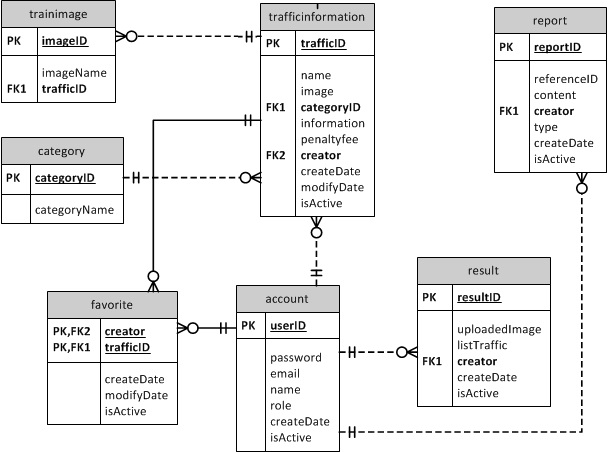 trainimage
PK imageID
imageName
FK1 trafficID
trafficinformation
PK trafficID
name
image
FK1 categoryID
information
penaltyfee
FK2 creator
createDate
modifyDate
isActive
report
PK reportID
referenceID
content
FK1 creator
type
createDate
isActive
category
PK categoryID
categoryName
favorite
PK,FK2 creator
PK,FK1 trafficID
createDate
modifyDate
isActive
account
PK userID
password
email
name
role
createDate
isActive
result
PK resultID
uploadedImage
listTraffic
FK1 creator
createDate
isActive